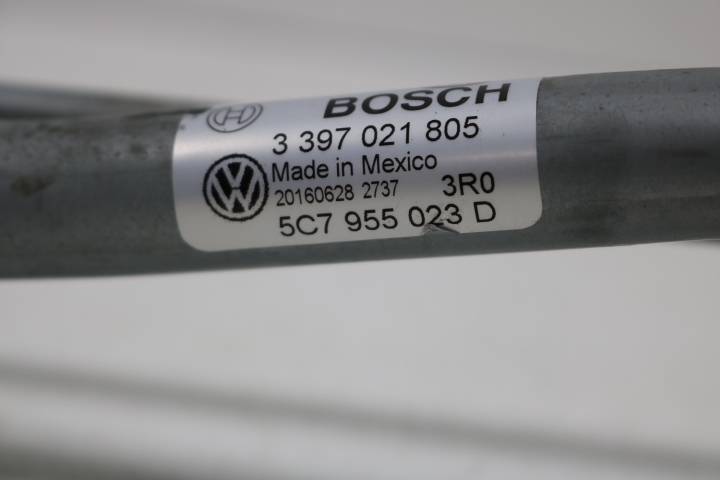 BOSCH
3 397 021 805
Made in Mexico
20160628 2737 3R0
5C7 955 023 D